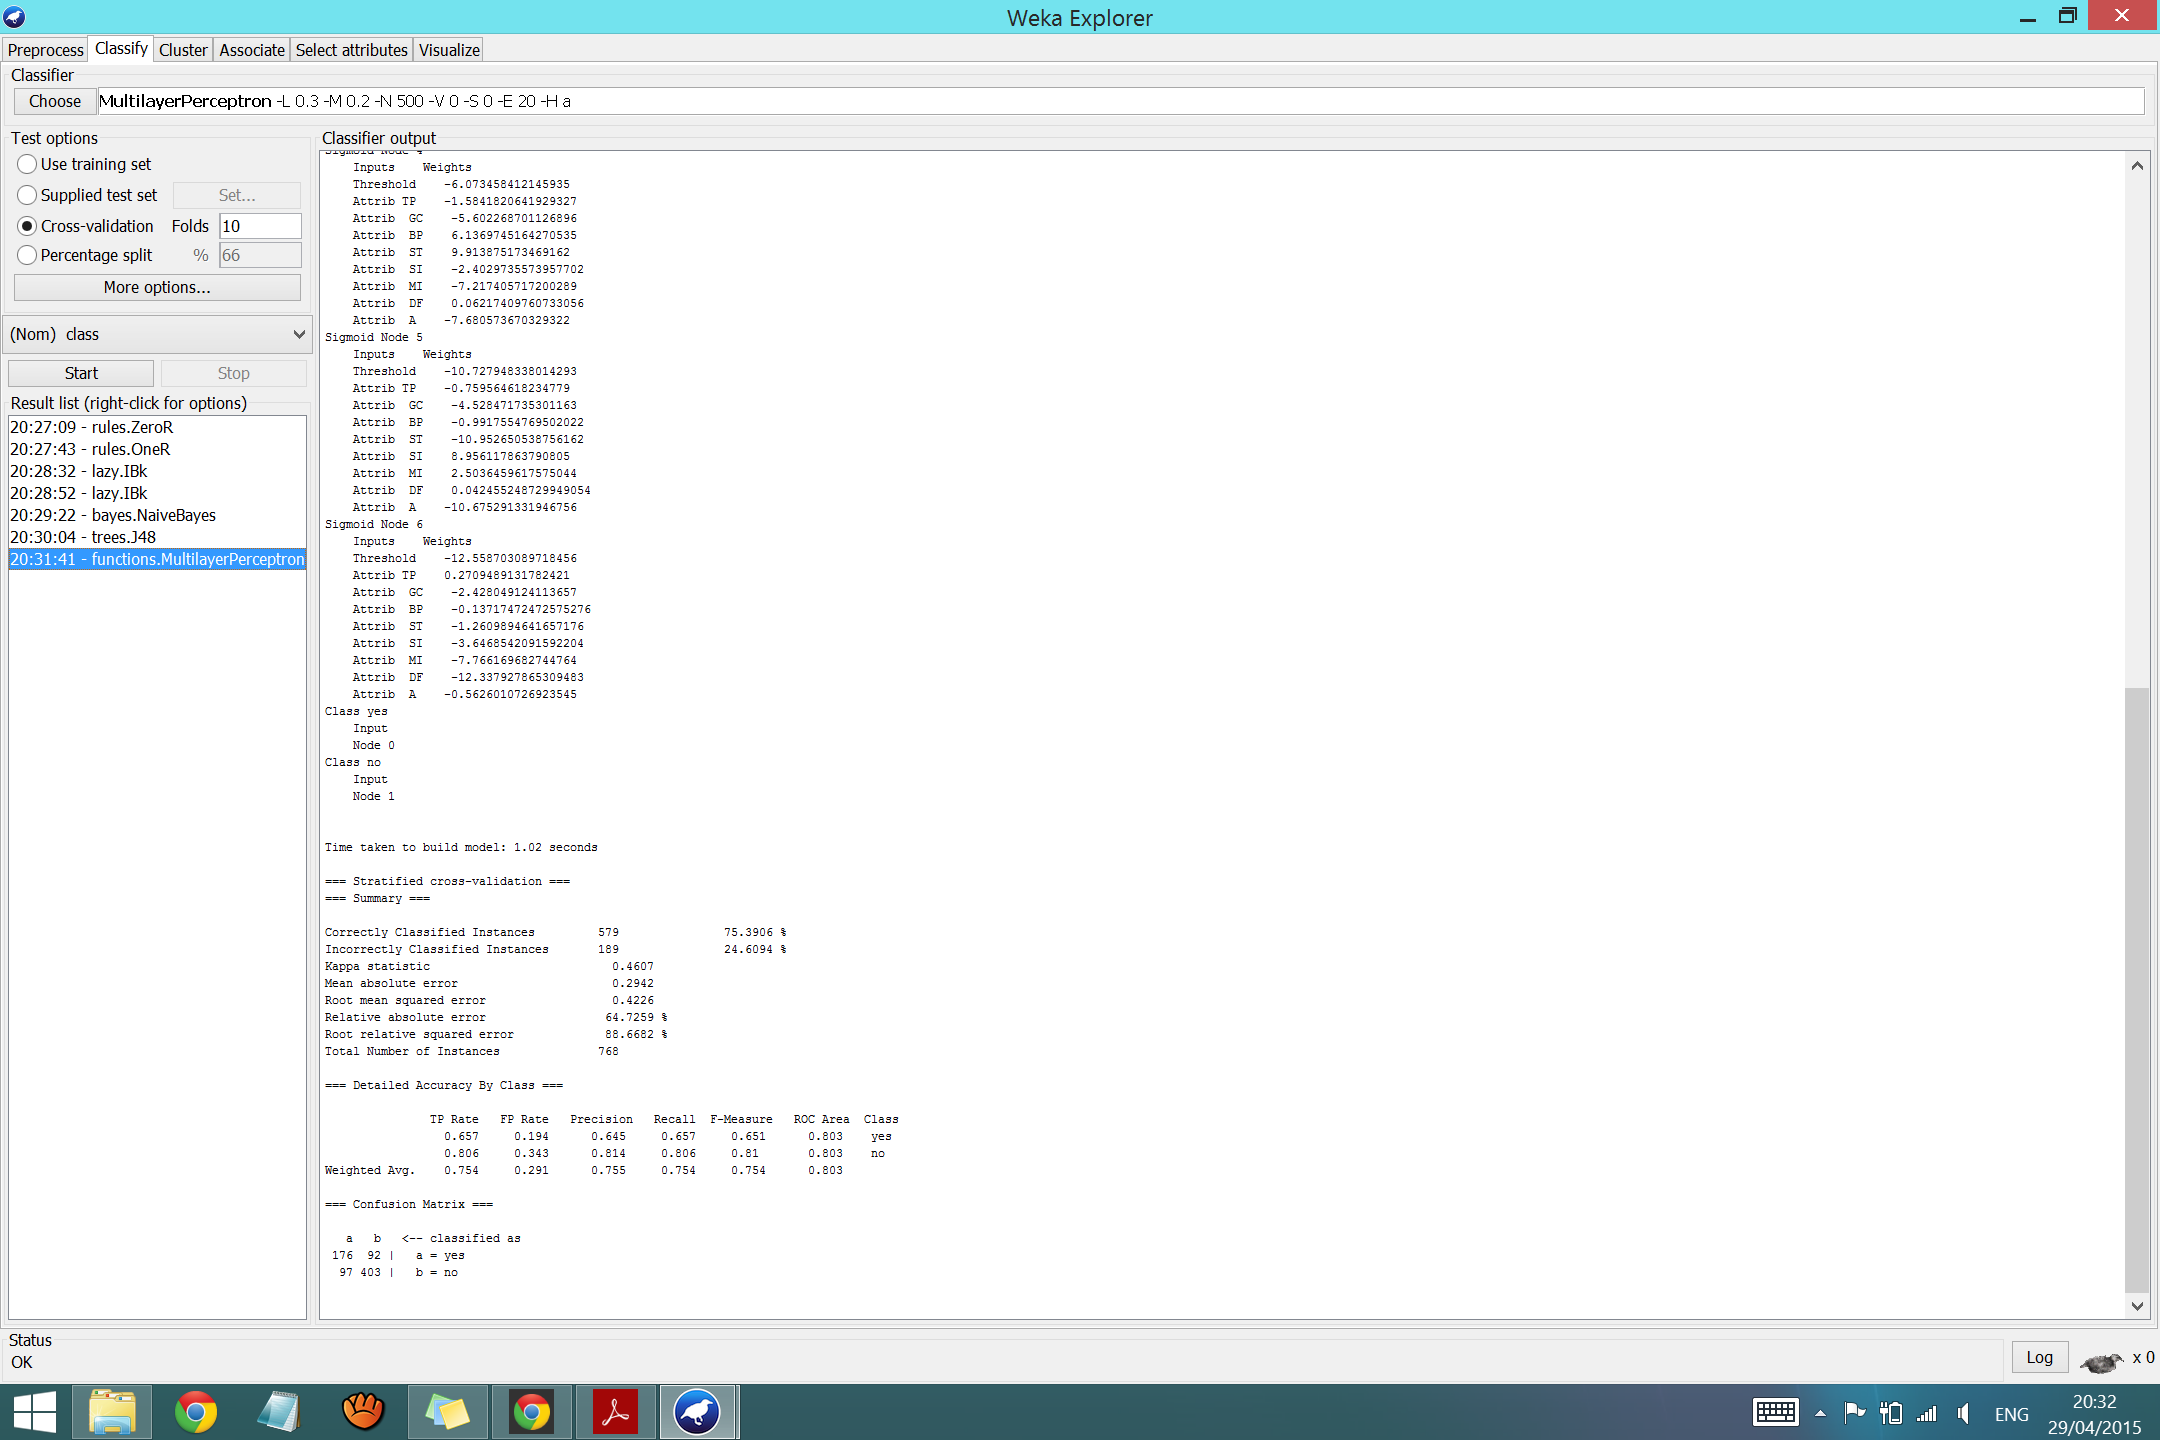 Weka Explorer
Preprocess Classify Cluster Associate Select attributes Visualize
Classifier
Choose MultilayerPerceptron -L 0.3 -M 0.2 -N 500 -V 0 -S 0 -E 20 -H a
Test options
Use training set
Supplied test set Set...
Cross-validation Folds 10
Percentage split % 66
More options...
(Nom) class
Start Stop
Result list (right-click for options)
20:27:09 - rules.ZeroR
20:27:43 - rules.OneR
20:28:32 - lazy.IBk
20:28:52 - lazy.IBk
20:29:22 - bayes.NaiveBayes
20:30:04 - trees.J48
20:31:41 - functions.MultilayerPerceptron
Classifier output
Sigmoid Node 4
Inputs Weights
Threshold -6.073458412145935
Attrib TP -1.5841820641929327
Attrib GC -5.602268701126896
Attrib BP 6.1369745164270535
Attrib ST 9.913875173469162
Attrib SI -2.4029735573957702
Attrib MI -7.217405717200289
Attrib DF 0.06217409760733056
Attrib A -7.680573670329322
Sigmoid Node 5
Inputs Weights
Threshold -10.727948338014293
Attrib TP -0.759564618234779
Attrib GC -4.528471735301163
Attrib BP -0.9917554769502022
Attrib ST -10.952650538756162
Attrib SI 8.956117863790805
Attrib MI 2.5036459617575044
Attrib DF 0.042455248729949054
Attrib A -10.675291331946756
Sigmoid Node 6
Inputs Weights
Threshold -12.558703089718456
Attrib TP 0.2709489131782421
Attrib GC -2.428049124113657
Attrib BP -0.13717472472575276
Attrib ST -1.2609894641657176
Attrib SI -3.6468542091592204
Attrib MI -7.766169682744764
Attrib DF -12.337927865309483
Attrib A -0.5626010726923545
Class yes
Input
Node 0
Class no
Input
Node 1
Time taken to build model: 1.02 seconds
=== Stratified cross-validation ===
=== Summary ===
Correctly Classified Instances 579 75.3906 %
Incorrectly Classified Instances 189 24.6094 %
Kappa statistic 0.4607
Mean absolute error 0.2942
Root mean squared error 0.4226
Relative absolute error 64.7259 %
Root relative squared error 88.6682 %
Total Number of Instances 768
=== Detailed Accuracy By Class ===
TP Rate FP Rate Precision Recall F-Measure ROC Area Class
0.657 0.194 0.645 0.657 0.651 0.803 yes
0.806 0.343 0.814 0.806 0.81 0.803 no
Weighted Avg. 0.754 0.291 0.755 0.754 0.754 0.803
=== Confusion Matrix ===
a b <-- classified as
176 92 | a = yes
97 403 | b = no
Status
OK
Log x 0
ENG
20:32
29/04/2015